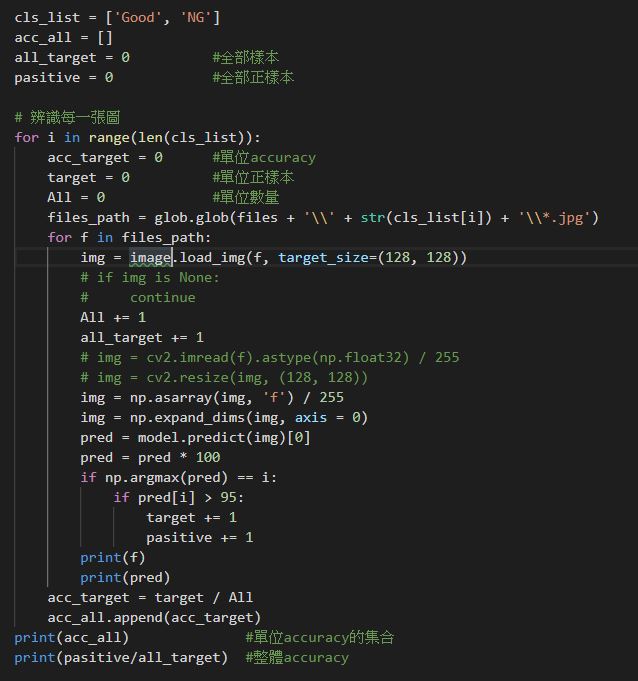 cls_list = ['Good', 'NG']
acc_all = []
all_target = 0          #全部樣本
pasitive = 0            #全部正樣本

# 辨識每一張圖
for i in range(len(cls_list)):
    acc_target = 0      #單位accuracy
    target = 0          #單位正樣本
    All = 0             #單位數量
    files_path = glob.glob(files + '\\' + str(cls_list[i]) + '\\*.jpg')
    for f in files_path:
        img = image.load_img(f, target_size=(128, 128))
        # if img is None:
        #     continue
        All += 1
        all_target += 1
        # img = cv2.imread(f).astype(np.float32) / 255
        # img = cv2.resize(img, (128, 128))
        img = np.asarray(img, 'f') / 255
        img = np.expand_dims(img, axis = 0)
        pred = model.predict(img)[0]
        pred = pred * 100
        if np.argmax(pred) == i:
            if pred[i] > 95:
                target += 1
                pasitive += 1
        print(f)
        print(pred)
    acc_target = target / All
    acc_all.append(acc_target)
print(acc_all)              #單位accuracy的集合
print(pasitive/all_target)  #整體accuracy